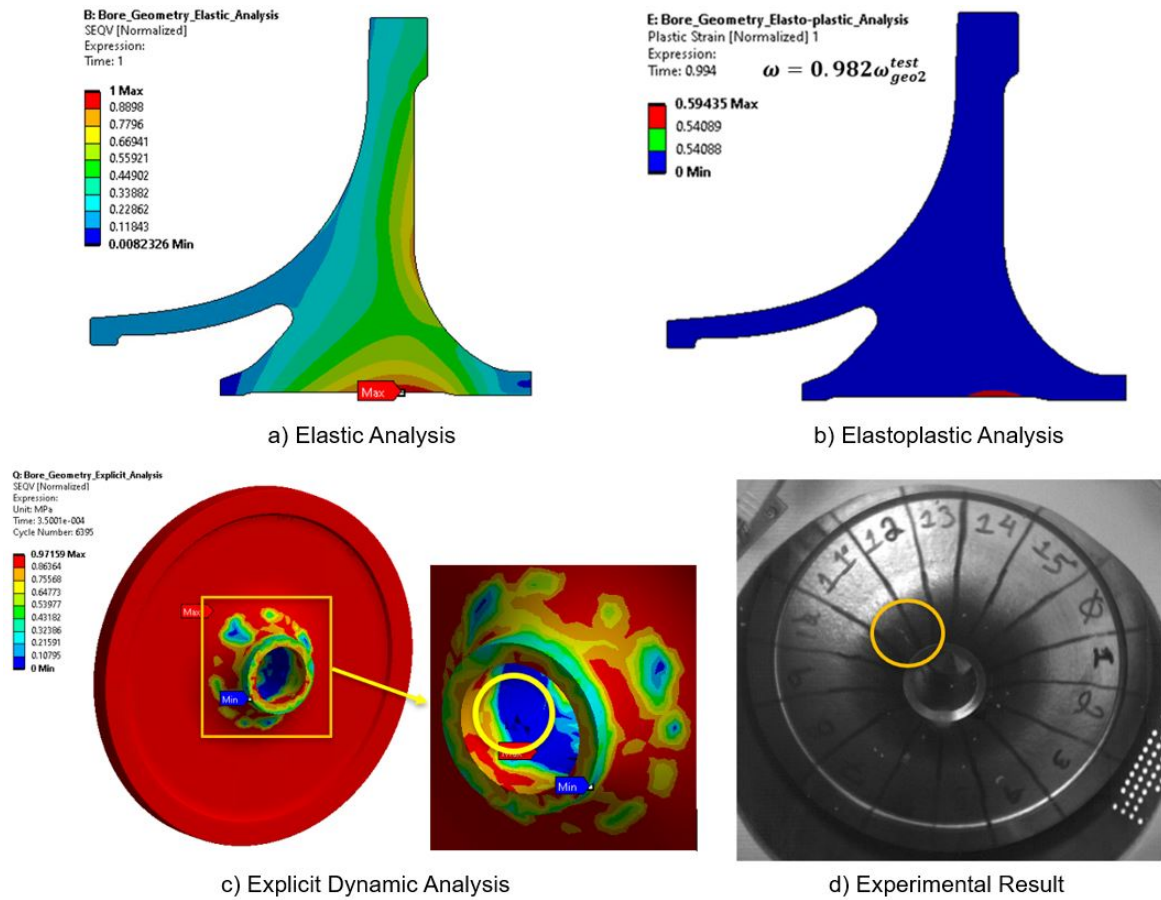 B: Bore_Geometry_Elastic_Analysis
SEQV [Normalized]
Expression:
Time: 1
1 Max
0.8898
0.7796
0.66941
0.55921
0.44902
0.33882
0.22862
0.11843
0.0082326 Min
Max
a) Elastic Analysis
E: Bore_Geometry_Elasto-plastic_Analysis
Plastic Strain [Normalized] 1
Expression:
Time: 0.994
ω = 0.982ω^{test}_{geo2}
0.59435 Max
0.54089
0.54088
0 Min
b) Elastoplastic Analysis
Q: Bore_Geometry_Explicit_Analysis
SEQV [Normalized]
Expression:
Unit: MPa
Time: 3.5001e-004
Cycle Number: 6395
0.97159 Max
0.86364
0.75568
0.64773
0.53977
0.43182
0.32386
0.21591
0.10795
0 Min
Max
Min
Min
c) Explicit Dynamic Analysis
11
12
13
14
15
1
2
3
d) Experimental Result